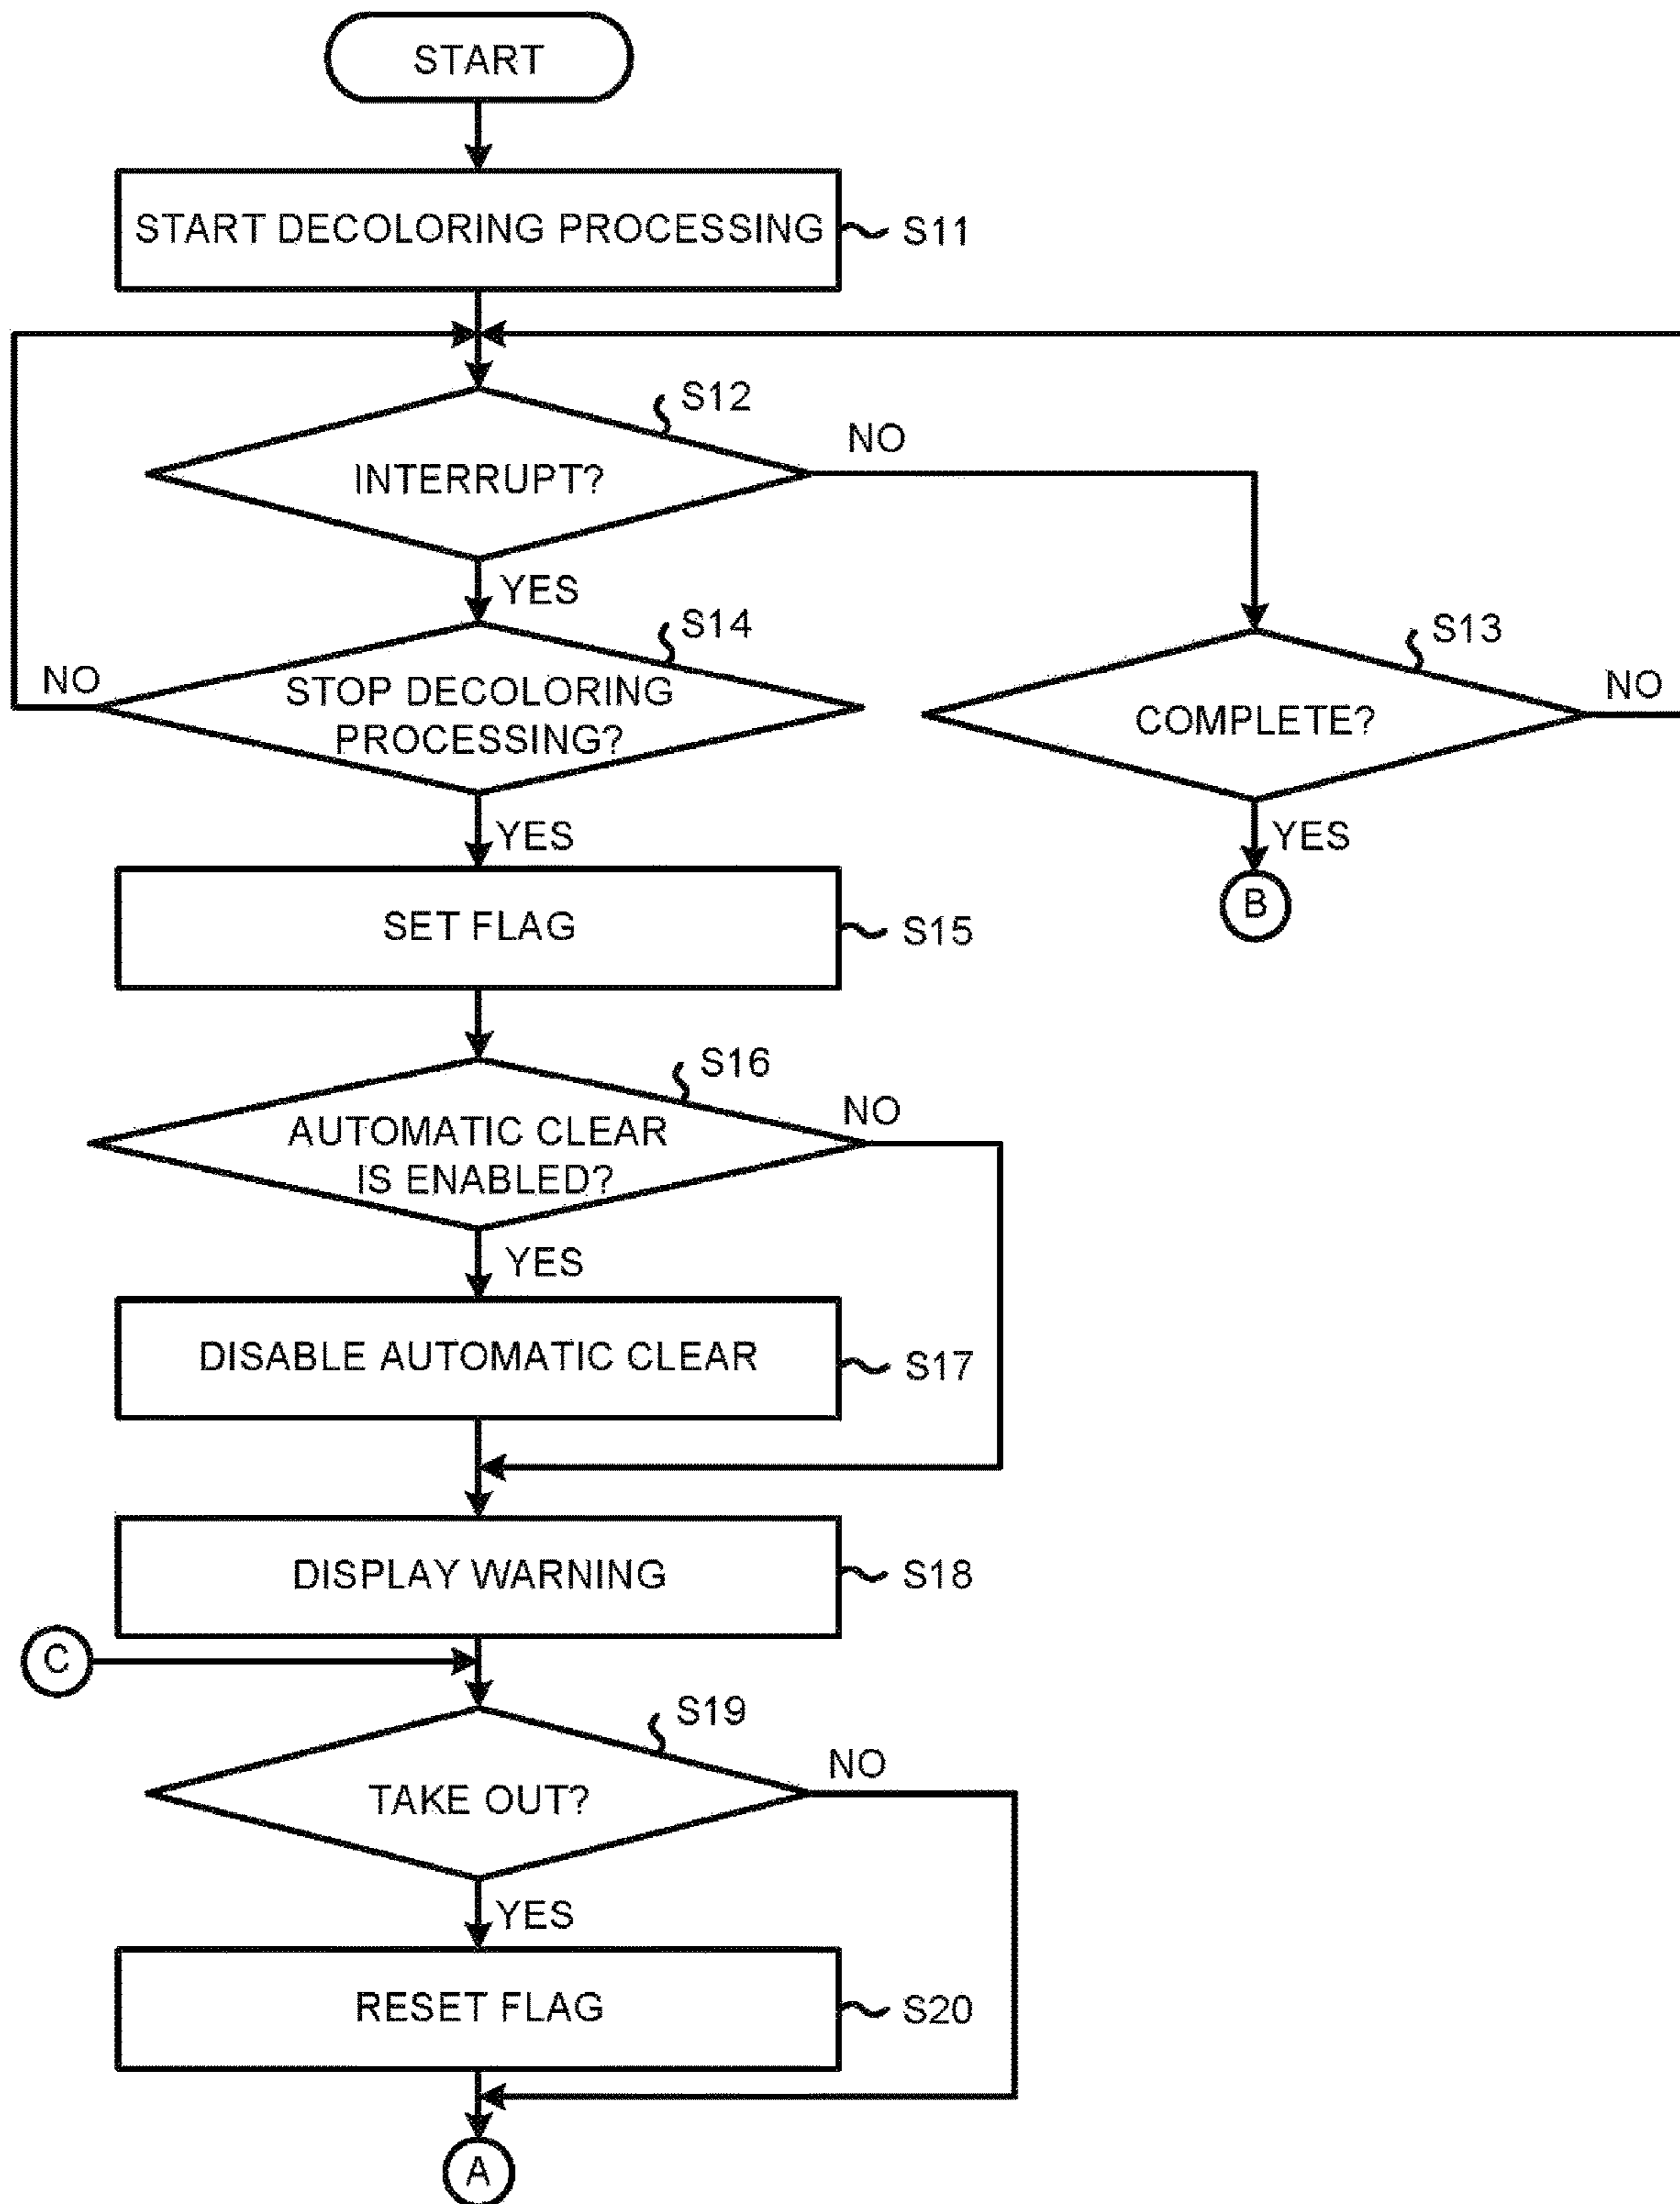 START
START DECOLORING PROCESSING
S11
S12
NO
INTERRUPT?
YES
S14
S13
NO
NO
STOP DECOLORING
PROCESSING?
COMPLETE?
YES
YES
B
SET FLAG
S15
S16
NO
AUTOMATIC CLEAR
IS ENABLED?
YES
DISABLE AUTOMATIC CLEAR
S17
DISPLAY WARNING
S18
C
S19
NO
TAKE OUT?
YES
RESET FLAG
S20
A